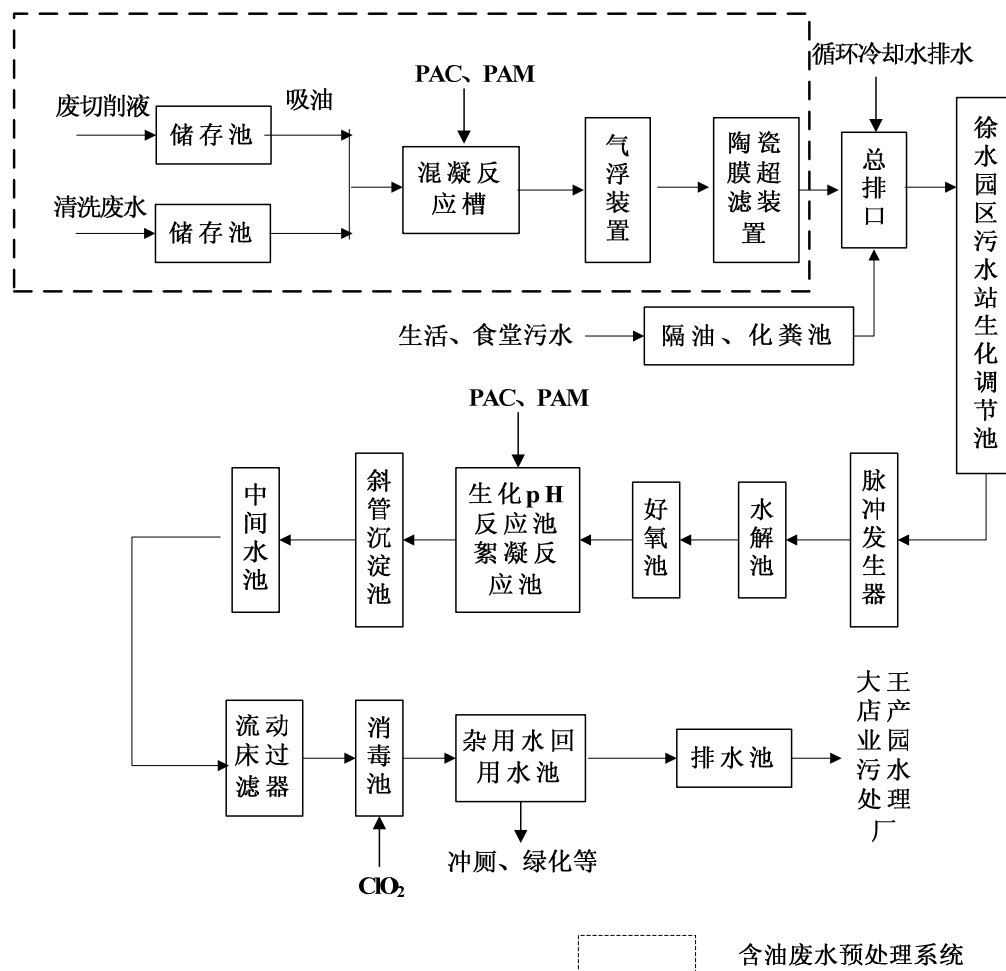 循环冷却水排水
PAC、PAM
废切削液
储存池
吸油
清洗废水
储存池
混凝反
应槽
气
浮
装
置
陶瓷
膜超
滤装
置
总
排
口
徐
水
园
区
污
水
站
生
化
调
节
池
生活、食堂污水
隔油、化粪池
PAC、PAM
中
间
水
池
斜
管
沉
淀
池
生化pH
反应池
絮凝反
应池
好
氧
池
水
解
池
脉
冲
发
生
器
流动
床过
滤器
消
毒
池
杂用水回
用水池
排水池
大王
店产
业园
污水
处理
厂
冲厕、绿化等
ClO2
含油废水预处理系统